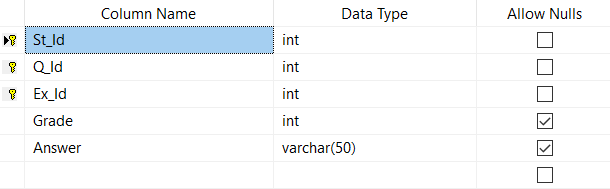 Column Name Data Type Allow Nulls
St_Id int
Q_Id int
Ex_Id int
Grade int
Answer varchar(50)